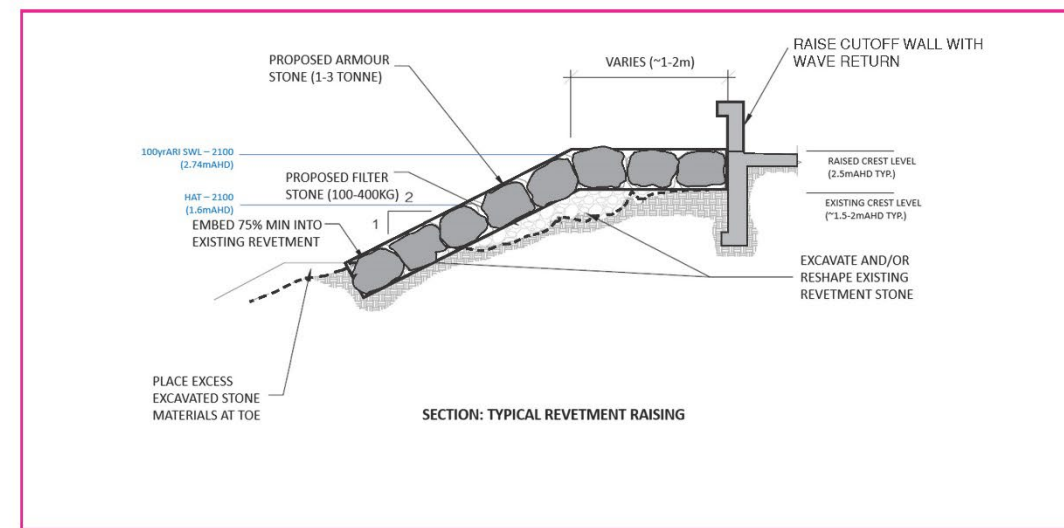 PROPOSED ARMOUR
STONE (1-3 TONNE)
VARIES (~1-2m)
RAISE CUTOFF WALL WITH
WAVE RETURN
100yrARI SWL – 2100
(2.74mAHD)
RAISED CREST LEVEL
(2.5mAHD TYP.)
PROPOSED FILTER
STONE (100-400KG)
HAT – 2100
(1.6mAHD)
2
1
EXISTING CREST LEVEL
(~1.5-2mAHD TYP.)
EMBED 75% MIN INTO
EXISTING REVETMENT
EXCAVATE AND/OR
RESHAPE EXISTING
REVETMENT STONE
PLACE EXCESS
EXCAVATED STONE
MATERIALS AT TOE
SECTION: TYPICAL REVETMENT RAISING